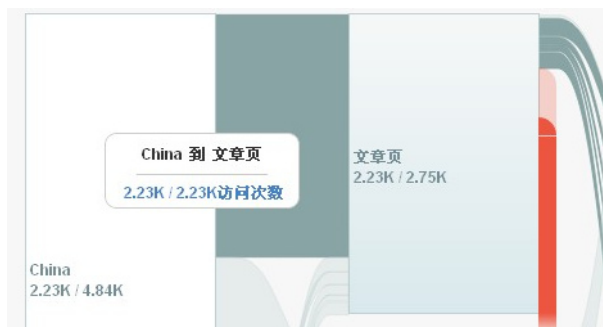 China 到 文章页
2.23K / 2.23K访问次数
文章页
2.23K / 2.75K
China
2.23K / 4.84K